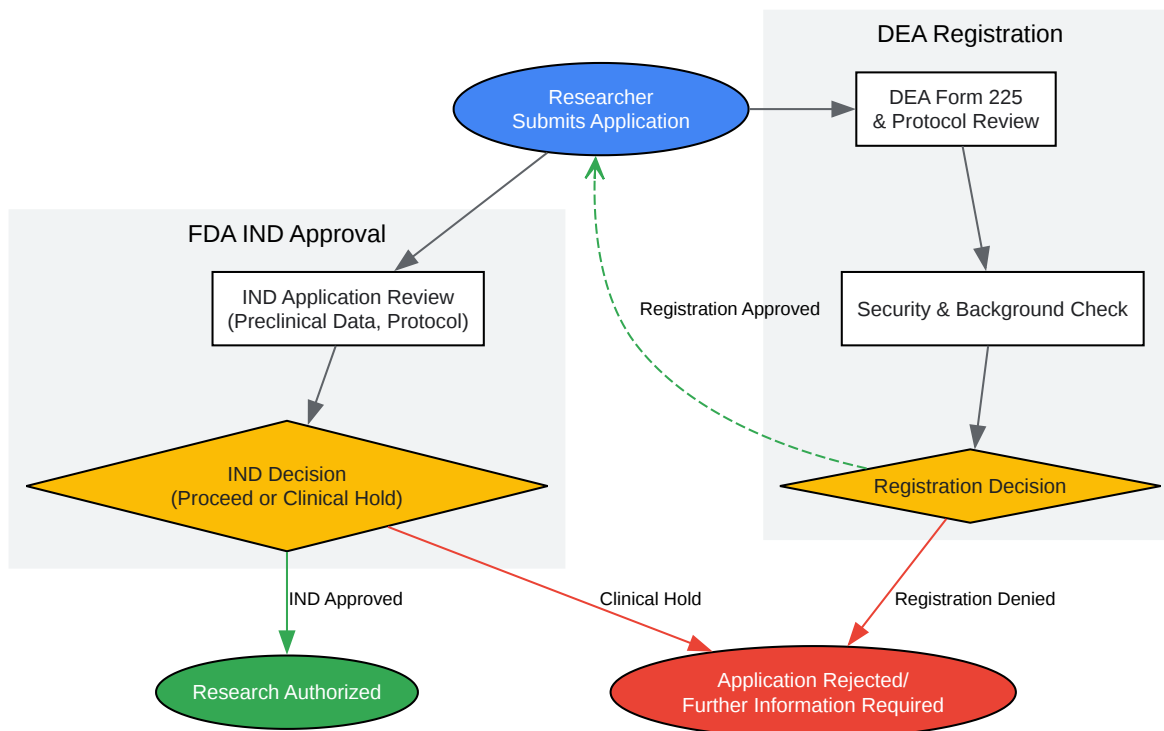 DEA Registration
Researcher
Submits Application
DEA Form 225
& Protocol Review
FDA IND Approval
IND Application Review
(Preclinical Data, Protocol)
Registration Approved
Security & Background Check
IND Decision
(Proceed or Clinical Hold)
Registration Decision
IND Approved
Clinical Hold
Registration Denied
Research Authorized
Application Rejected/
Further Information Required